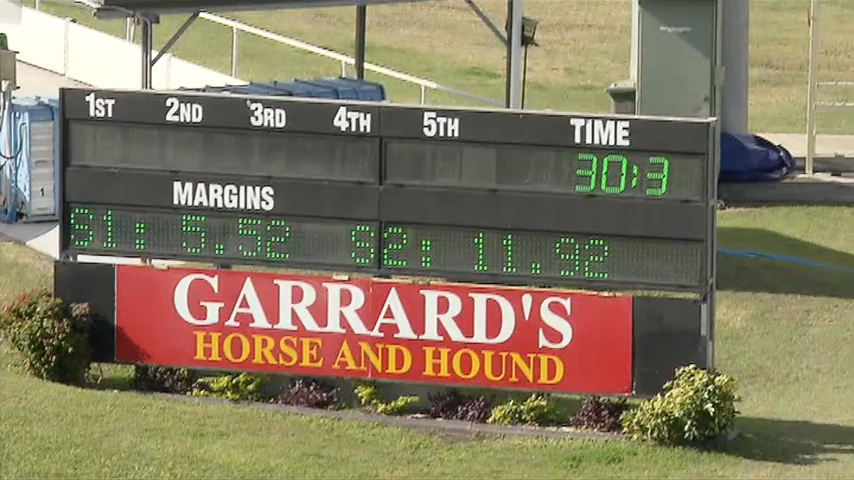 1ST 2ND 3RD 4TH 5TH TIME
30:3
MARGINS
S1: 5.52 S2: 11.92
GARRARD'S
HORSE AND HOUND
1